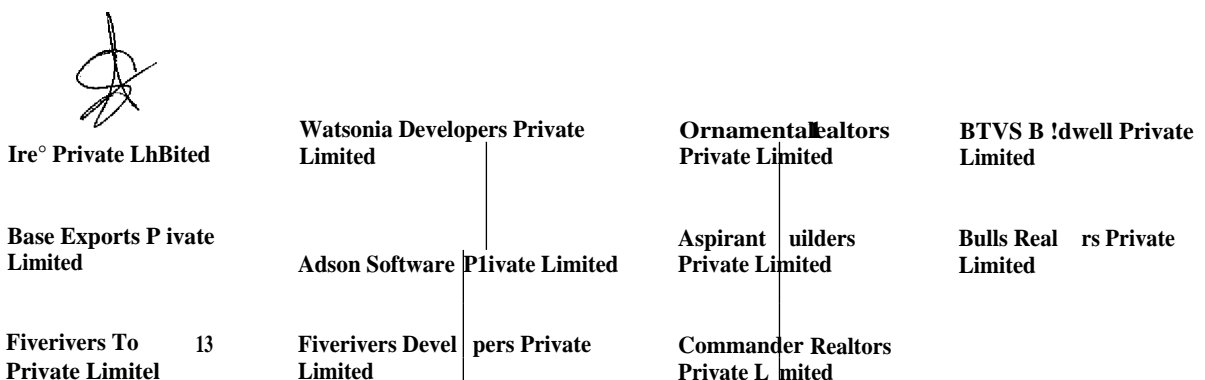 Ire° Private LhBited
Watsonia Developers Private
Limited
Ornamental lealtors
Private Limited
BTVS B !dwell Private
Limited
Base Exports P ivate
Limited
Adson Software P1ivate Limited
Aspirant uilders
Private Limited
Bulls Real rs Private
Limited
Fiverivers To 13
Private Limitel
Fiverivers Devel pers Private
Limited
Commander Realtors
Private L mited